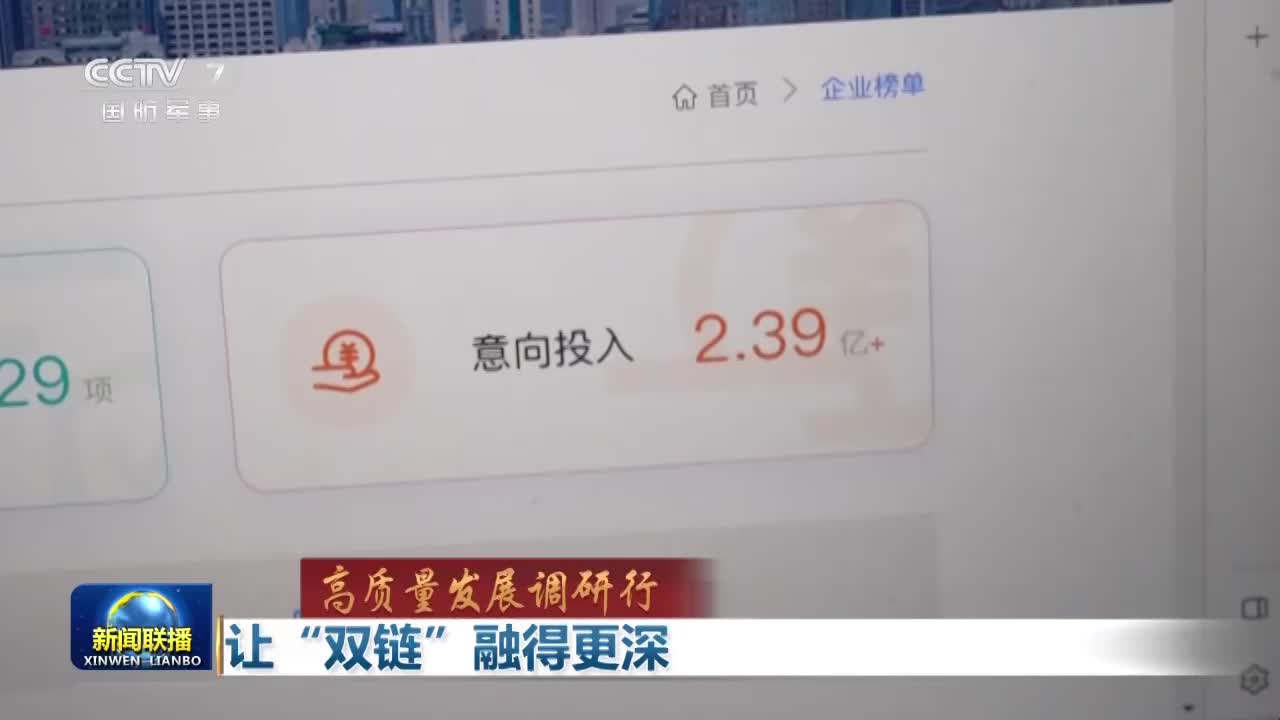 CCTV 7
国防军事
首页 > 企业榜单
29 项
意向投入 2.39 亿+
高质量发展调研行
新闻联播
XINWEN LIANBO
让“双链”融得更深